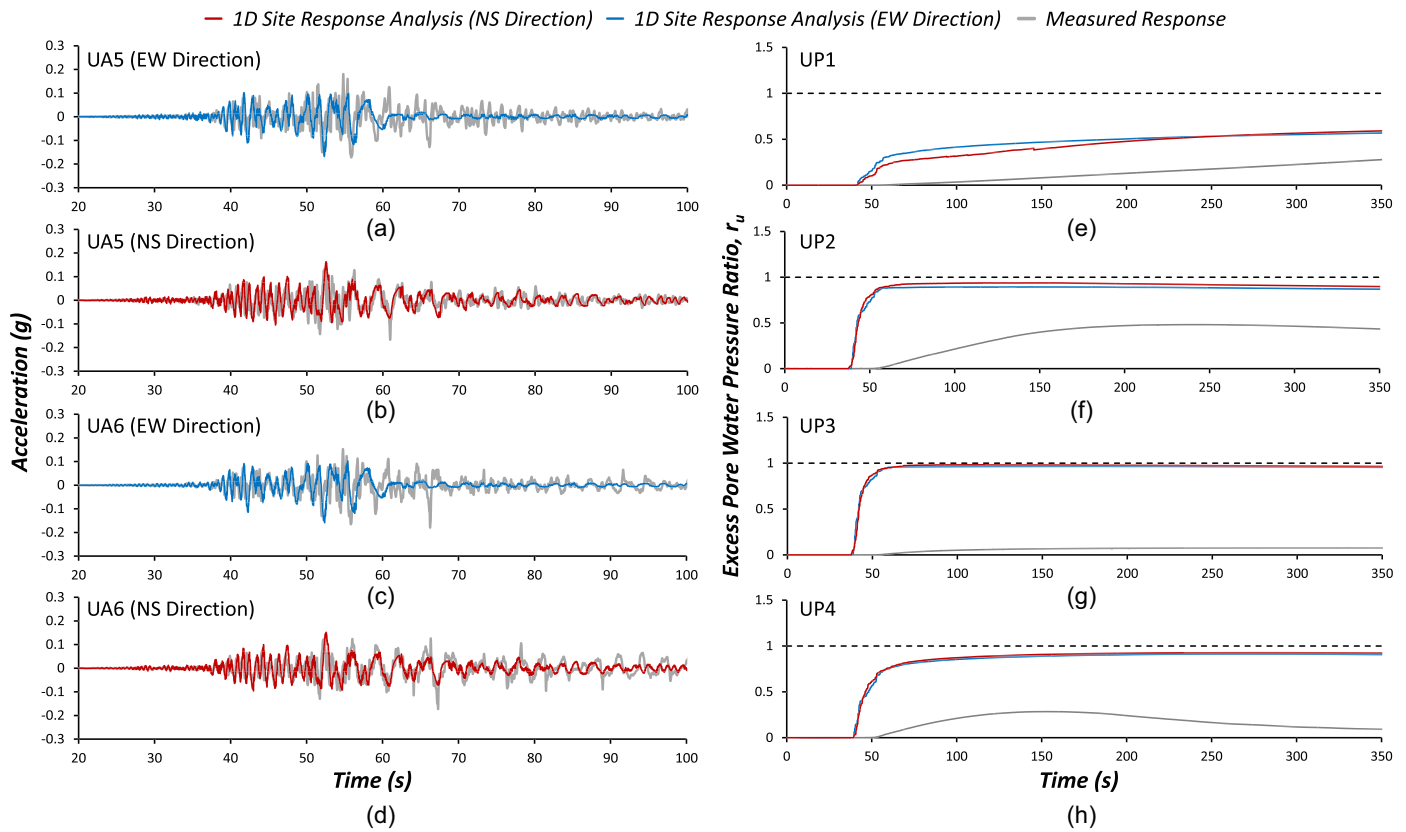 1D Site Response Analysis (NS Direction) 1D Site Response Analysis (EW Direction) Measured Response
Acceleration (g)
UA5 (EW Direction)
0.3
0.2
0.1
0
-0.1
-0.2
-0.3
20 30 40 50 60 70 80 90 100
(a)
UA5 (NS Direction)
0.3
0.2
0.1
0
-0.1
-0.2
-0.3
20 30 40 50 60 70 80 90 100
(b)
UA6 (EW Direction)
0.3
0.2
0.1
0
-0.1
-0.2
-0.3
20 30 40 50 60 70 80 90 100
(c)
UA6 (NS Direction)
0.3
0.2
0.1
0
-0.1
-0.2
-0.3
20 30 40 50 60 70 80 90 100
Time (s)
(d)
Excess Pore Water Pressure Ratio, ru
UP1
1.5
1
0.5
0
0 50 100 150 200 250 300 350
(e)
UP2
1.5
1
0.5
0
0 50 100 150 200 250 300 350
(f)
UP3
1.5
1
0.5
0
0 50 100 150 200 250 300 350
(g)
UP4
1.5
1
0.5
0
0 50 100 150 200 250 300 350
Time (s)
(h)